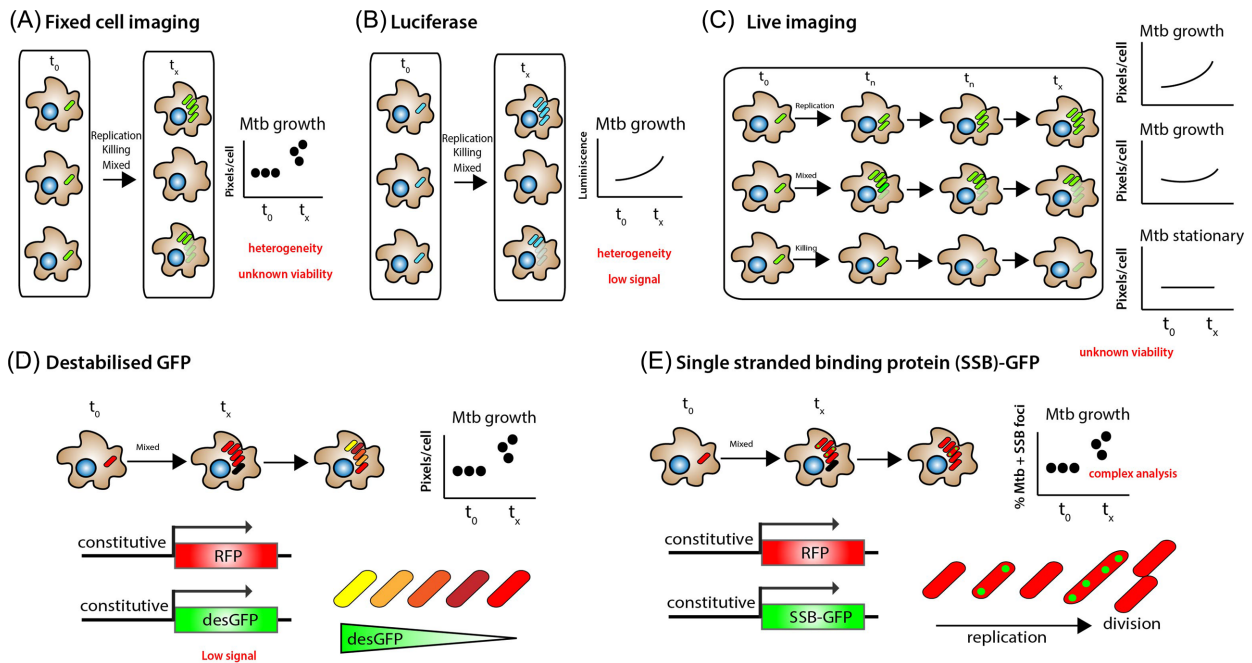 (A) Fixed cell imaging
t0
tx
Replication
Killing
Mixed
Mtb growth
Pixels/cell
t0
tx
heterogeneity
unknown viability
(B) Luciferase
t0
tx
Replication
Killing
Mixed
Mtb growth
Luminiscence
t0
tx
heterogeneity
low signal
(C) Live imaging
t0
tn
tn
tx
Replication
Mixed
Killing
Mtb growth
Pixels/cell
Mtb growth
Pixels/cell
Mtb stationary
Pixels/cell
t0
tx
unknown viability
(D) Destabilised GFP
t0
tx
Mixed
Mtb growth
Pixels/cell
t0
tx
constitutive
RFP
constitutive
desGFP
Low signal
desGFP
(E) Single stranded binding protein (SSB)-GFP
t0
tx
Mixed
Mtb growth
% Mtb + SSB foci
complex analysis
t0
tx
constitutive
RFP
constitutive
SSB-GFP
replication
division